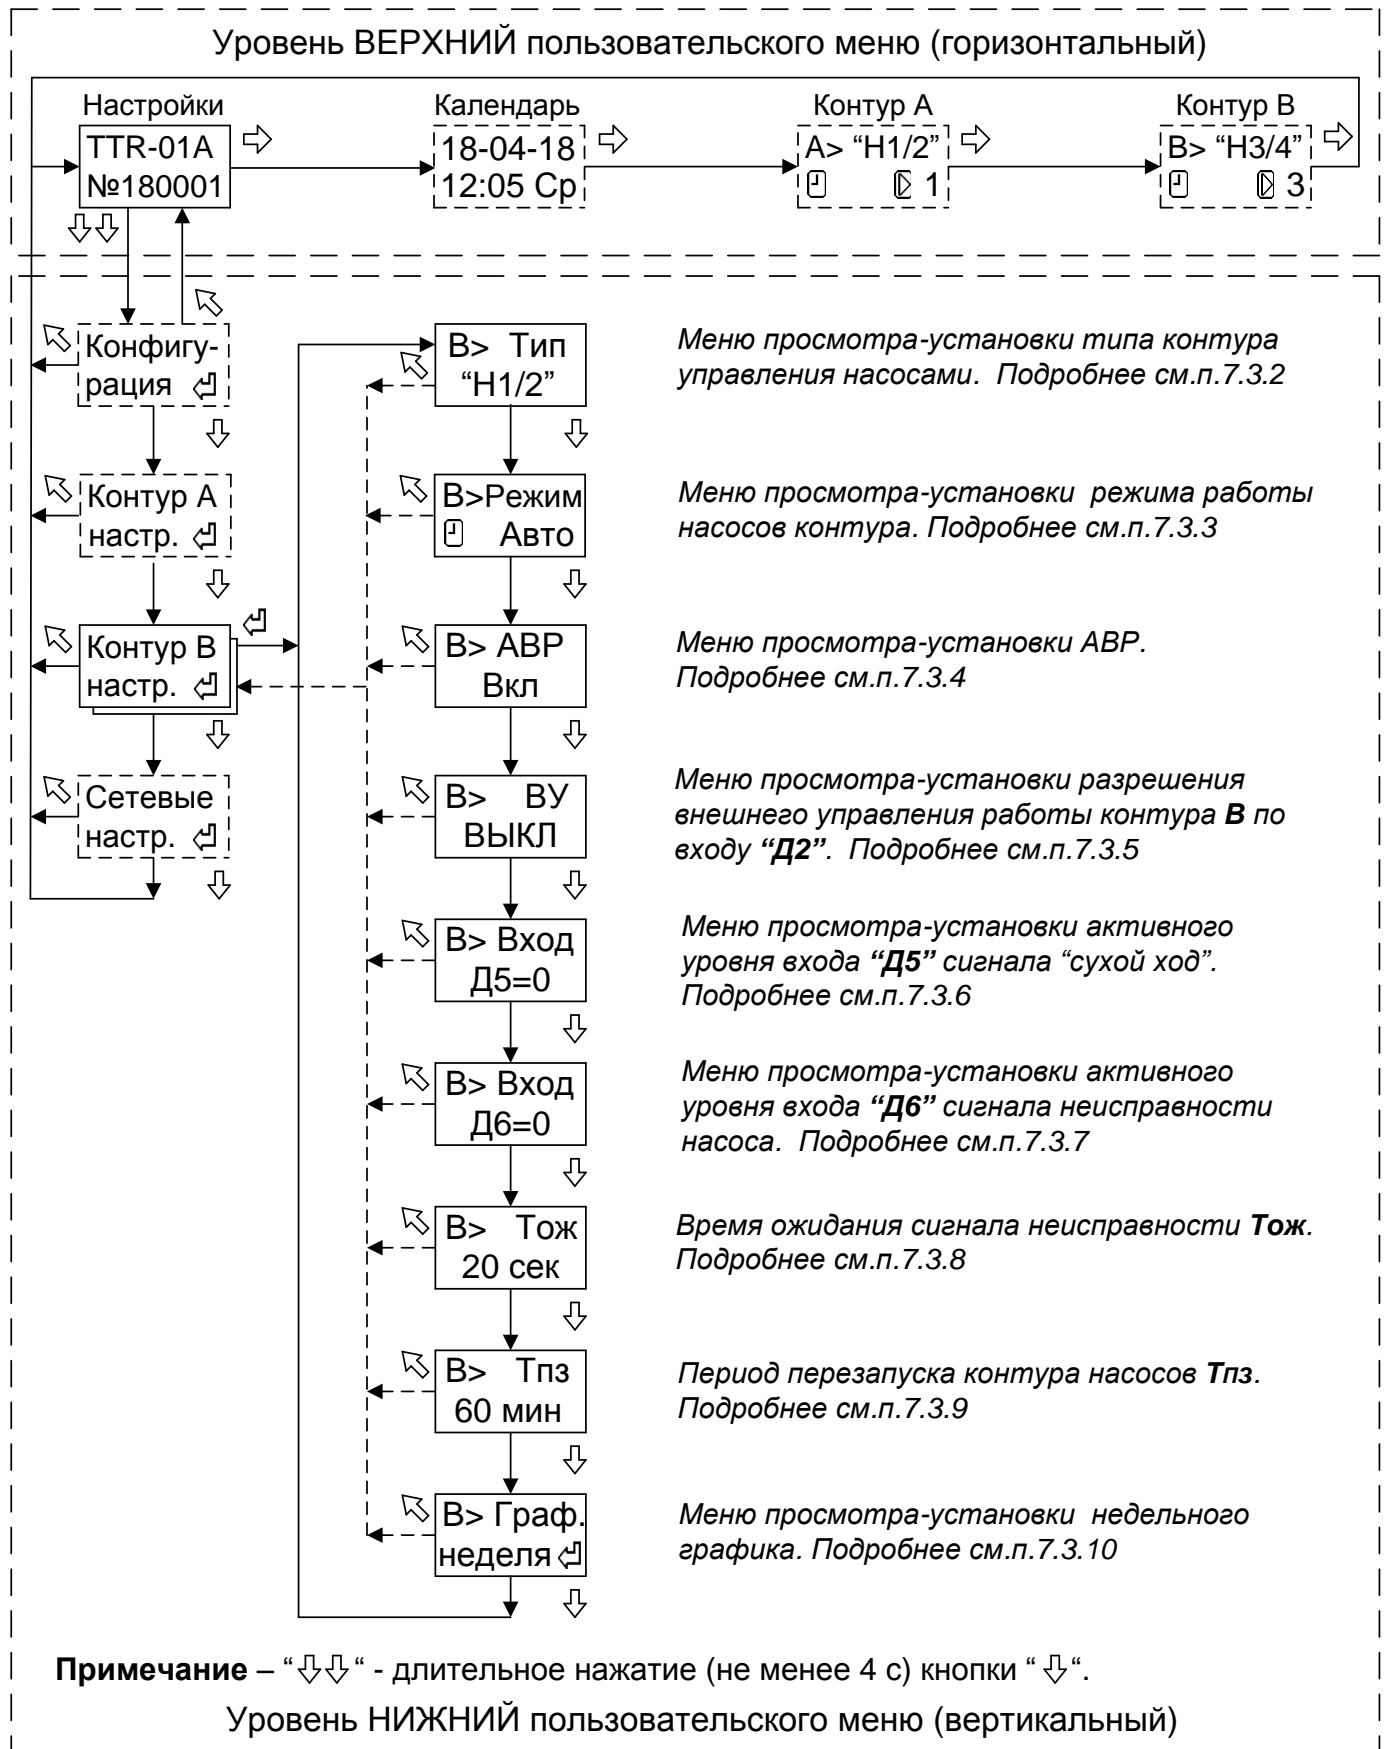 Уровень ВЕРХНИЙ пользовательского меню (горизонтальный)
Настройки
Календарь
Контур А
Контур В
TTR-01A
№180001
18-04-18
12:05 Ср
А> “Н1/2”
1
В> “Н3/4”
3
Конфигу-
рация
Контур А
настр.
Контур В
настр.
Сетевые
настр.
В> Тип
“Н1/2”
Меню просмотра-установки типа контура
управления насосами. Подробнее см.п.7.3.2
В>Режим
Авто
Меню просмотра-установки режима работы
насосов контура. Подробнее см.п.7.3.3
В> АВР
Вкл
Меню просмотра-установки АВР.
Подробнее см.п.7.3.4
В> ВУ
ВЫКЛ
Меню просмотра-установки разрешения
внешнего управления работы контура В по
входу “Д2”. Подробнее см.п.7.3.5
В> Вход
Д5=0
Меню просмотра-установки активного
уровня входа “Д5” сигнала “сухой ход”.
Подробнее см.п.7.3.6
В> Вход
Д6=0
Меню просмотра-установки активного
уровня входа “Д6” сигнала неисправности
насоса. Подробнее см.п.7.3.7
В> Тож
20 сек
Время ожидания сигнала неисправности Тож.
Подробнее см.п.7.3.8
В> Тпз
60 мин
Период перезапуска контура насосов Тпз.
Подробнее см.п.7.3.9
В> Граф.
неделя
Меню просмотра-установки недельного
графика. Подробнее см.п.7.3.10
Примечание – “⇩⇩“ - длительное нажатие (не менее 4 с) кнопки “⇩“.
Уровень НИЖНИЙ пользовательского меню (вертикальный)